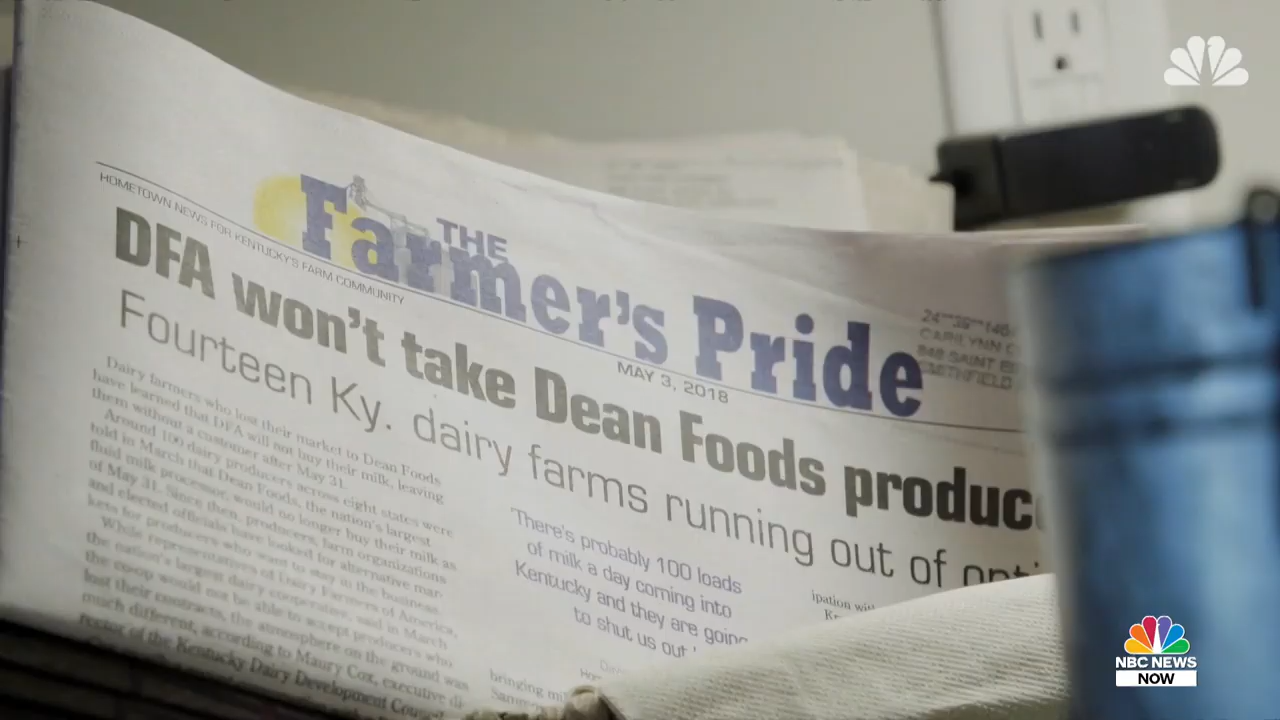 HOMETOWN NEWS FOR KENTUCKY'S FARM COMMUNITY
THE
Farmer's Pride
MAY 3, 2018
DFA won't take Dean Foods produc
Fourteen Ky. dairy farms running out of opti
Dairy farmers who lost their market to Dean Foods
have learned that DFA will not buy their milk, leaving
them without a customer after May 31.
Around 100 dairy producers across eight states were
told in March that Dean Foods, the nation's largest
fluid milk processor, would no longer buy their milk as
of May 31. Since then, producers, farm organizations
and elected officials have looked for alternative mar-
kets for producers who want to stay in the business.
While representatives of Dairy Farmers of America,
the nation's largest dairy cooperative, said in March
the co-op would not be able to accept producers who
lost their contracts, the atmosphere on the ground was
much different, according to Maury Cox, executive di-
rector of the Kentucky Dairy Development Council
"There's probably 100 loads
of milk a day coming into
Kentucky and they are going
to shut us out
bringing mi
ipation wi
NBC NEWS
NOW